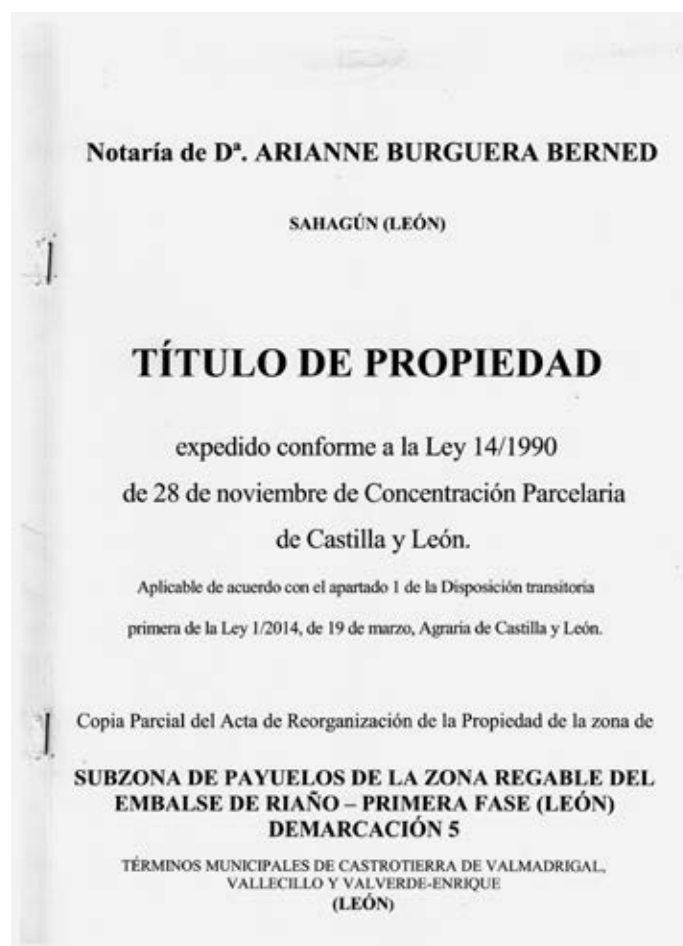 Notaría de Dª. ARIANNE BURGUERA BERNED
SAHAGÚN (LEÓN)
TÍTULO DE PROPIEDAD
expedido conforme a la Ley 14/1990
de 28 de noviembre de Concentración Parcelaria
de Castilla y León.
Aplicable de acuerdo con el apartado 1 de la Disposición transitoria
primera de la Ley 1/2014, de 19 de marzo, Agraria de Castilla y León.
Copia Parcial del Acta de Reorganización de la Propiedad de la zona de
SUBZONA DE PAYUELOS DE LA ZONA REGABLE DEL
EMBALSE DE RIAÑO – PRIMERA FASE (LEÓN)
DEMARCACIÓN 5
TÉRMINOS MUNICIPALES DE CASTROTIERRA DE VALMADRIGAL,
VALLECILLO Y VALVERDE-ENRIQUE
(LEÓN)